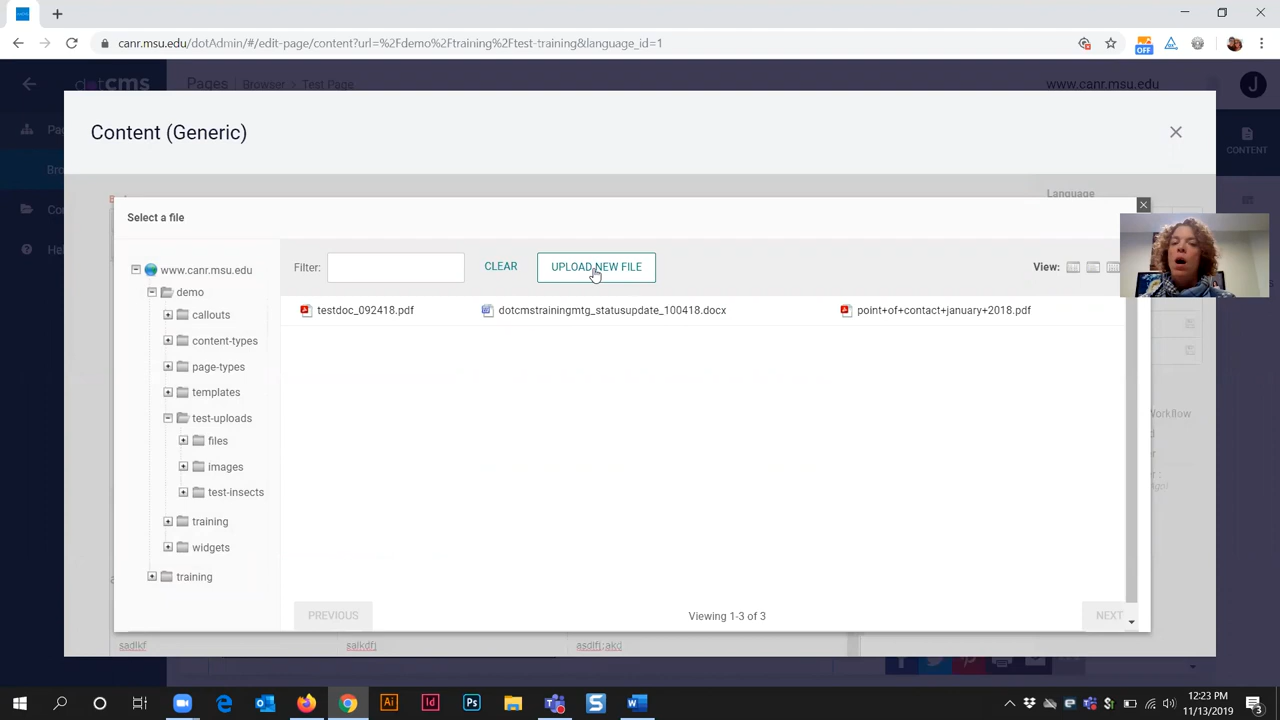 canr.msu.edu/dotAdmin/#/edit-page/content?url=%2Fdemo%2Ftraining%2Ftest-training&language_id=1
OFF
dotcms
Pages
Browser
Test Page
www.canr.msu.edu
J
Content (Generic)
CONTENT
Language
Select a file
Filter:
CLEAR
UPLOAD NEW FILE
View:
www.canr.msu.edu
demo
callouts
content-types
page-types
templates
test-uploads
files
images
test-insects
training
widgets
training
testdoc_092418.pdf
dotcmstrainingmtg_statusupdate_100418.docx
point+of+contact+january+2018.pdf
Workflow
PREVIOUS
Viewing 1-3 of 3
NEXT
sadlkf
salkdfj
asdlfj;akd
12:23 PM
11/13/2019
3